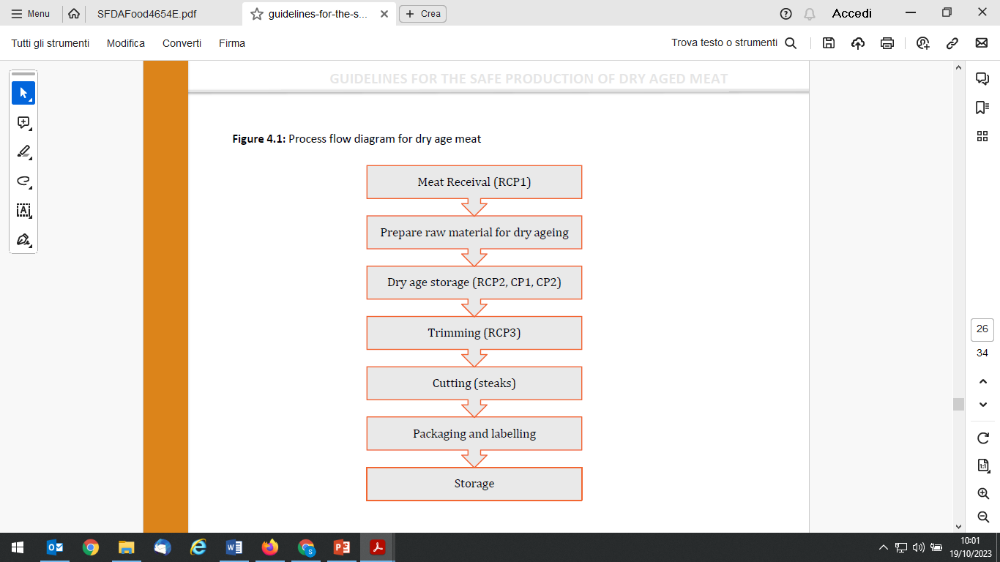 Menu
SFDAFood4654E.pdf
guidelines-for-the-s...
Crea
Accedi
Tutti gli strumenti
Modifica
Converti
Firma
Trova testo o strumenti
GUIDELINES FOR THE SAFE PRODUCTION OF DRY AGED MEAT
Figure 4.1: Process flow diagram for dry age meat
Meat Receival (RCP1)
Prepare raw material for dry ageing
Dry age storage (RCP2, CP1, CP2)
Trimming (RCP3)
Cutting (steaks)
Packaging and labelling
Storage
26
34
1:1
10:01
19/10/2023